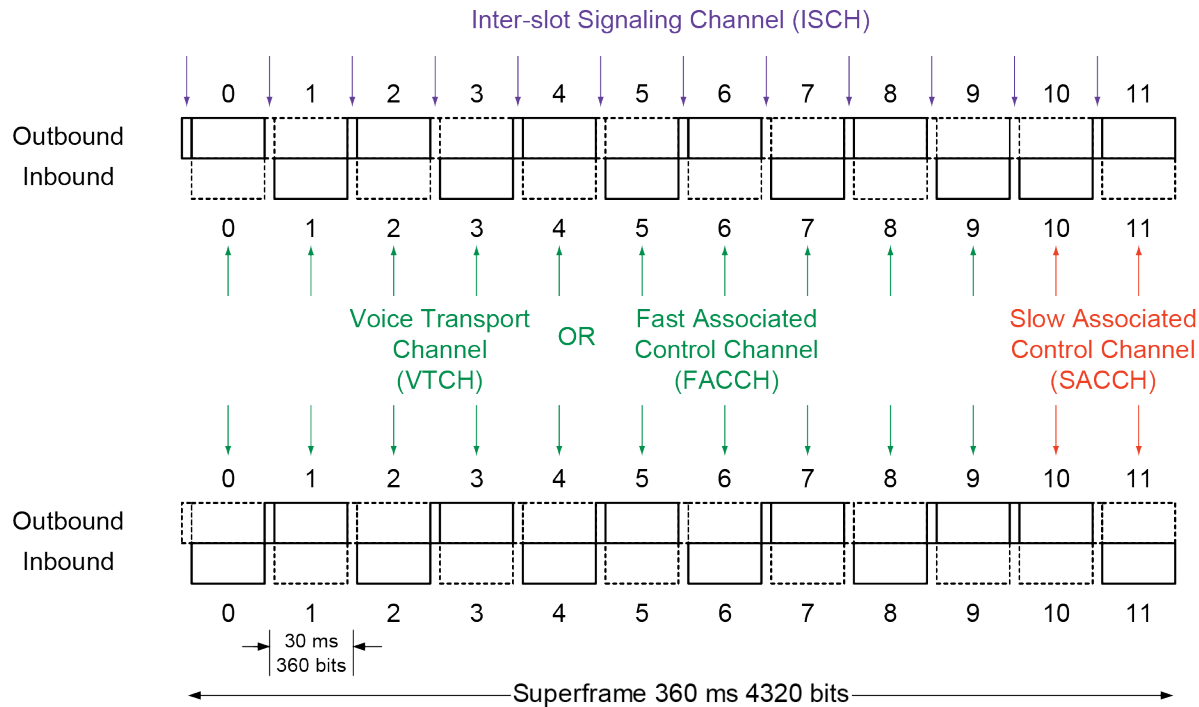 Inter-slot Signaling Channel (ISCH)
0 1 2 3 4 5 6 7 8 9 10 11
Outbound
Inbound
0 1 2 3 4 5 6 7 8 9 10 11
Voice Transport
Channel
(VTCH)
OR
Fast Associated
Control Channel
(FACCH)
Slow Associated
Control Channel
(SACCH)
0 1 2 3 4 5 6 7 8 9 10 11
Outbound
Inbound
0 1 2 3 4 5 6 7 8 9 10 11
30 ms
360 bits
Superframe 360 ms 4320 bits